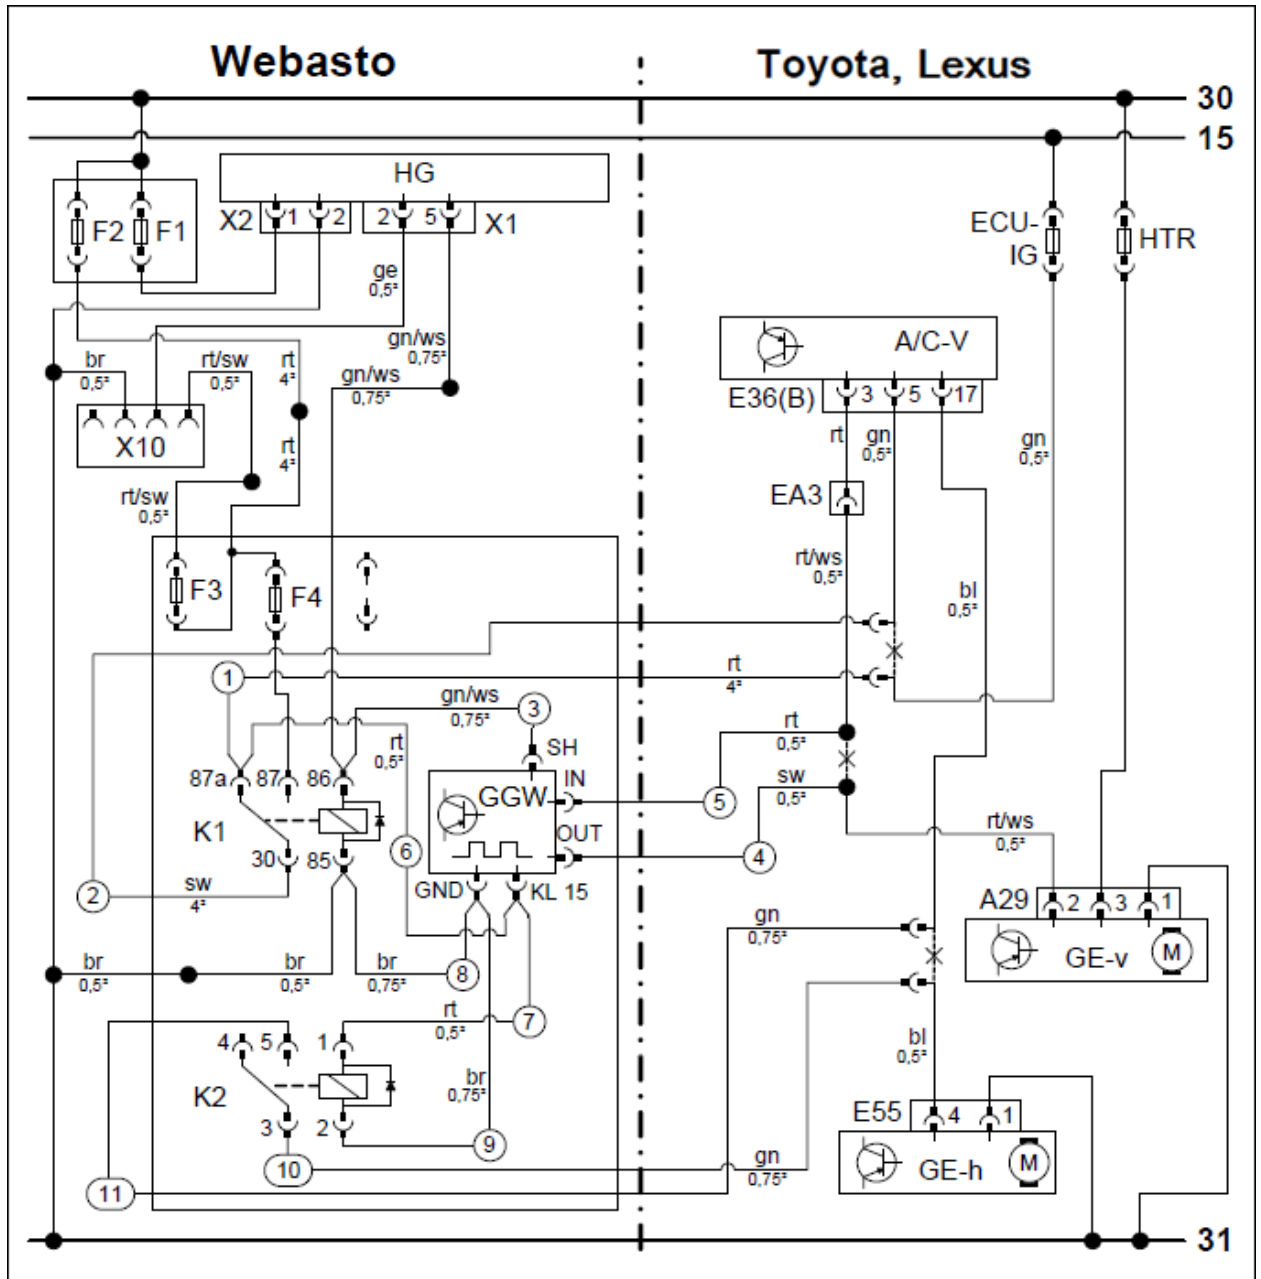 Webasto
Toyota, Lexus
30
15
HG
X2 1 2 2 5 X1
F2 F1
ECU-
IG
HTR
ge
0,5²
gn/ws
0,75²
br
0,5²
rt/sw
0,5²
rt
4²
gn/ws
0,75²
A/C-V
E36(B) 3 5 17
X10
rt
4²
rt
gn
0,5²
gn
0,5²
rt/sw
0,5²
EA3
rt/ws
0,5²
F3 F4
bl
0,5²
1
rt
4²
gn/ws
0,75²
3
rt
0,5²
SH
rt
0,5²
87a 87 86
GGW
IN
5
sw
0,5²
K1
OUT
rt/ws
0,5²
30 85
6
4
2
sw
4²
GND KL 15
A29 2 3 1
gn
0,75²
GE-v M
br
0,5²
br
0,5²
br
0,75²
8
rt
0,5²
7
4 5 1
bl
0,5²
K2
br
0,75²
E55 4 1
3 2
9
10
gn
0,75²
GE-h M
11
31